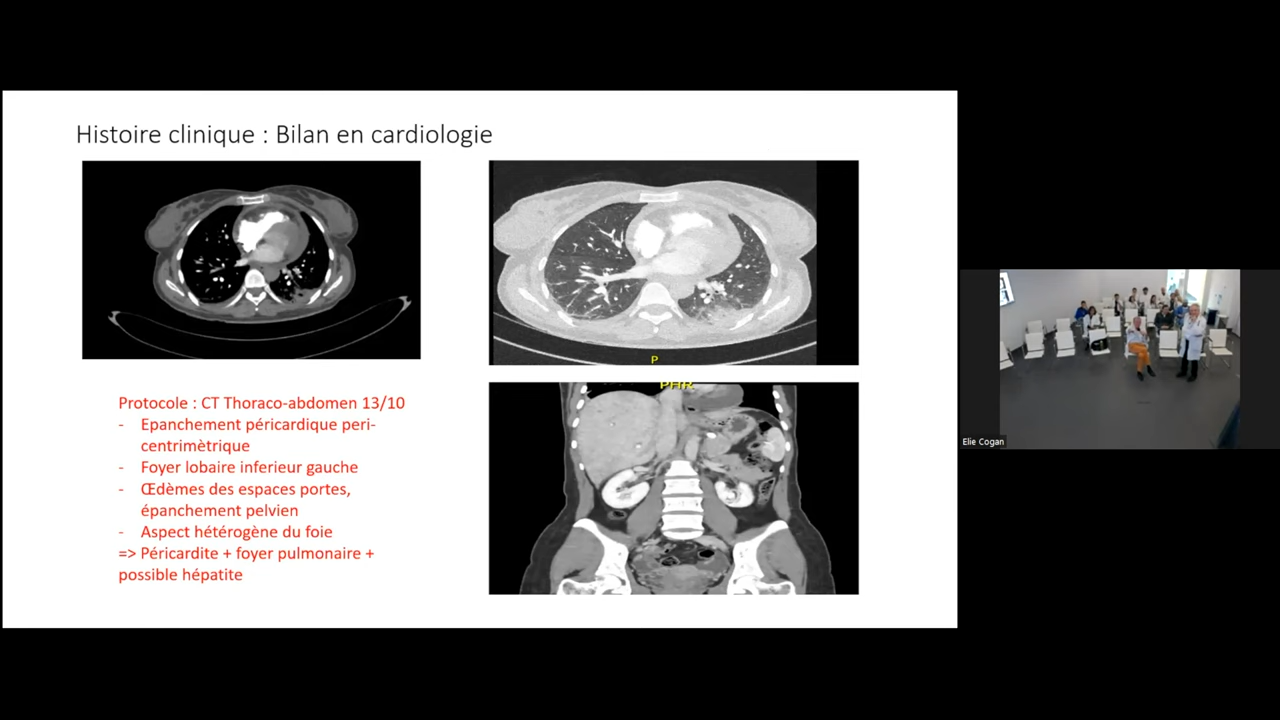 Histoire clinique : Bilan en cardiologie
P
PHR
Protocole : CT Thoraco-abdomen 13/10
- Epanchement péricardique peri-
centrimètrique
- Foyer lobaire inferieur gauche
- Œdèmes des espaces portes,
épanchement pelvien
- Aspect hétérogène du foie
=> Péricardite + foyer pulmonaire +
possible hépatite
Elie Cogan